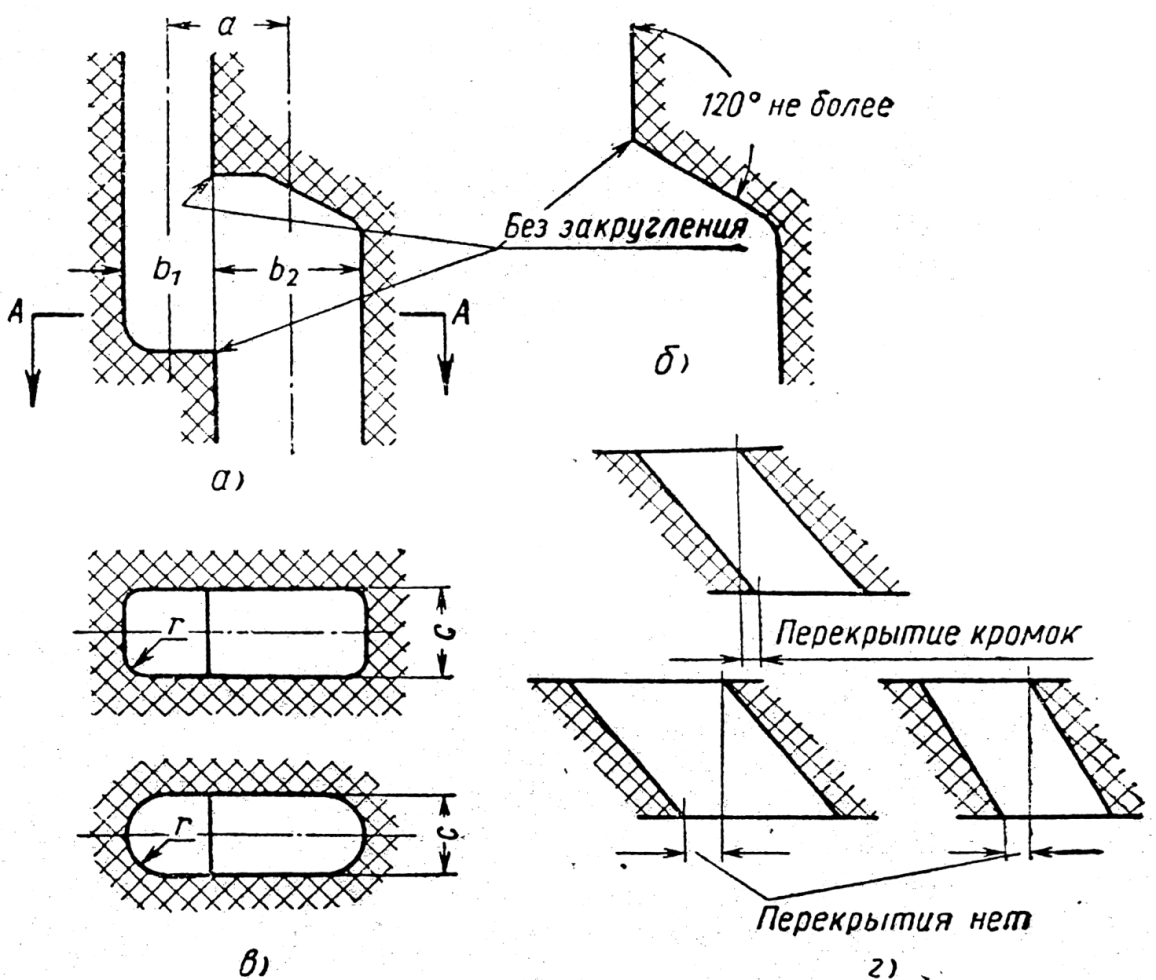 a
120° не более
Без закругления
b₁
b₂
A
A
а)
б)
r
c
Перекрытие кромок
r
c
Перекрытия нет
в)
г)